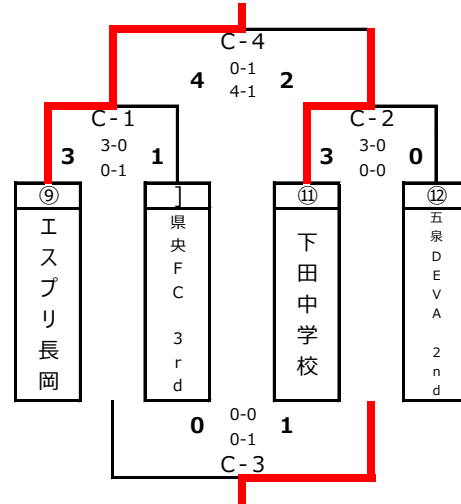 C-4
4 0-1 2
4-1
C-1 C-2
3 3-0 1 3 3-0 0
0-1 0-0
⑨ ] ⑪ ⑫
エスプリ長岡
県央FC 3rd
下田中学校
五泉DEVA 2nd
0 0-0 1
0-1
C-3